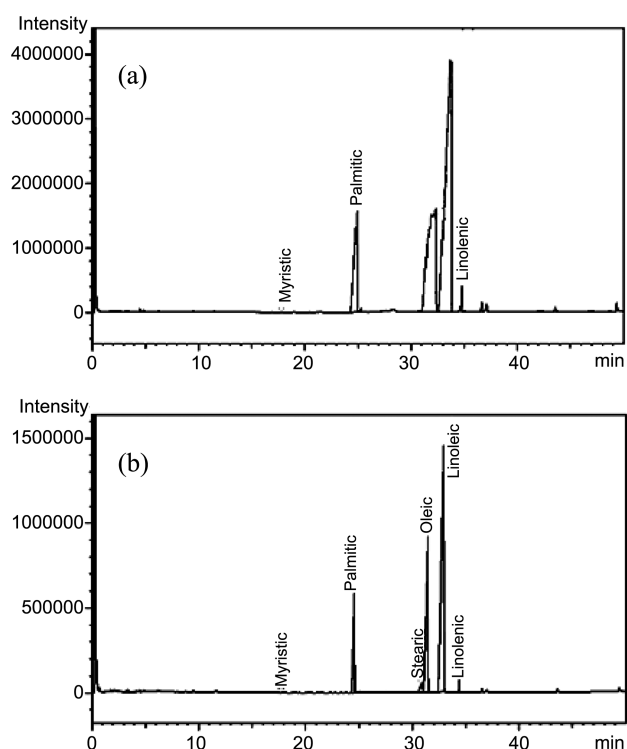 Intensity
4000000
(a)
3000000
2000000
Palmitic
1000000
Myristic
Linolenic
0
0 10 20 30 40 min
Intensity
1500000
(b)
Linoleic
1000000
Oleic
Palmitic
500000
Myristic
Stearic
Linolenic
0
0 10 20 30 40 min